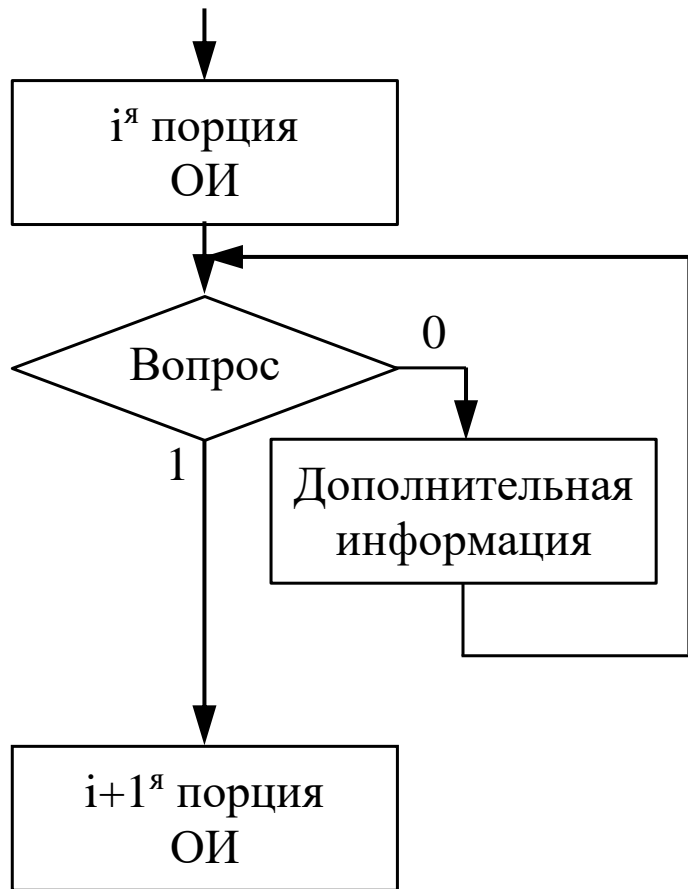 iя порция
ОИ
Вопрос
0
1
Дополнительная
информация
i+1я порция
ОИ